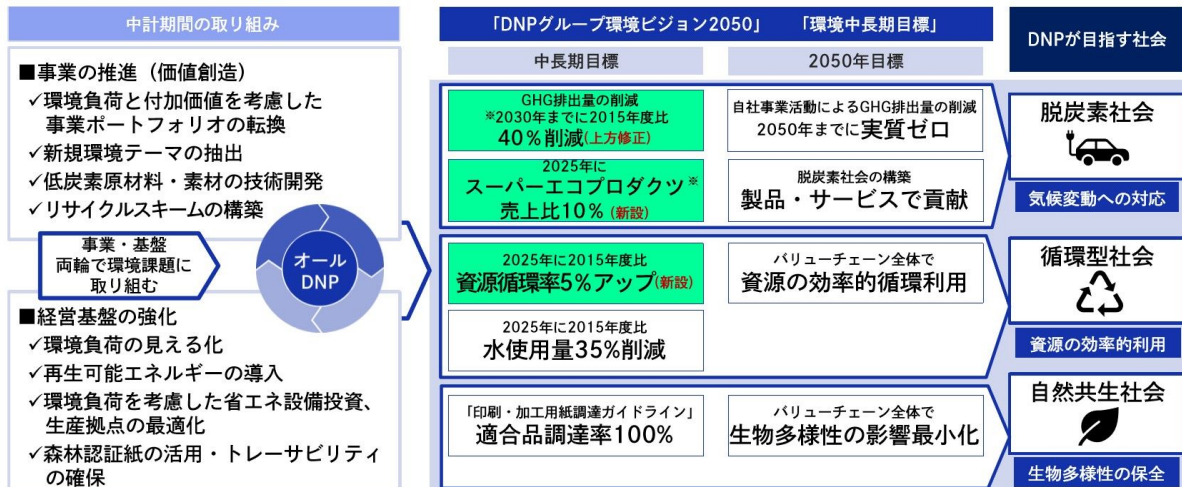 中計期間の取り組み
■事業の推進（価値創造）
✓環境負荷と付加価値を考慮した
事業ポートフォリオの転換
✓新規環境テーマの抽出
✓低炭素原材料・素材の技術開発
✓リサイクルスキームの構築
事業・基盤
両輪で環境課題に
取り組む
オール
DNP
■経営基盤の強化
✓環境負荷の見える化
✓再生可能エネルギーの導入
✓環境負荷を考慮した省エネ設備投資、
生産拠点の最適化
✓森林認証紙の活用・トレーサビリティ
の確保
「DNPグループ環境ビジョン2050」 「環境中長期目標」
中長期目標
2050年目標
GHG排出量の削減
※2030年までに2015年度比
40%削減(上方修正)
自社事業活動によるGHG排出量の削減
2050年までに実質ゼロ
2025年に
スーパーエコプロダクツ※
売上比10% (新設)
脱炭素社会の構築
製品・サービスで貢献
2025年に2015年度比
資源循環率5%アップ(新設)
バリューチェーン全体で
資源の効率的循環利用
2025年に2015年度比
水使用量35%削減
「印刷・加工用紙調達ガイドライン」
適合品調達率100%
バリューチェーン全体で
生物多様性の影響最小化
DNPが目指す社会
脱炭素社会
気候変動への対応
循環型社会
資源の効率的利用
自然共生社会
生物多様性の保全